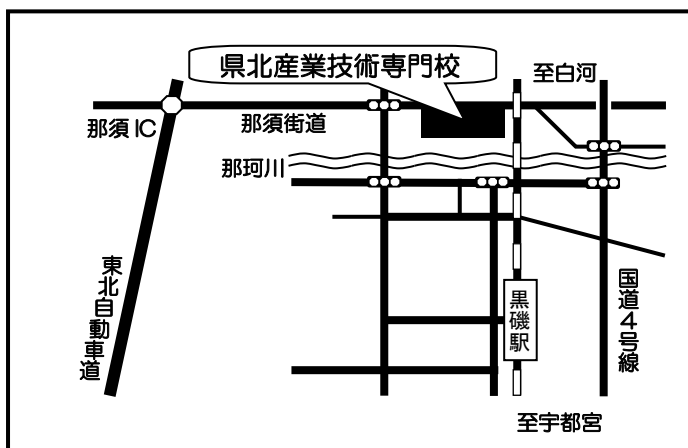 県北産業技術専門校
至白河
那須IC
那須街道
那珂川
東北自動車道
国道4号線
黒磯駅
至宇都宮